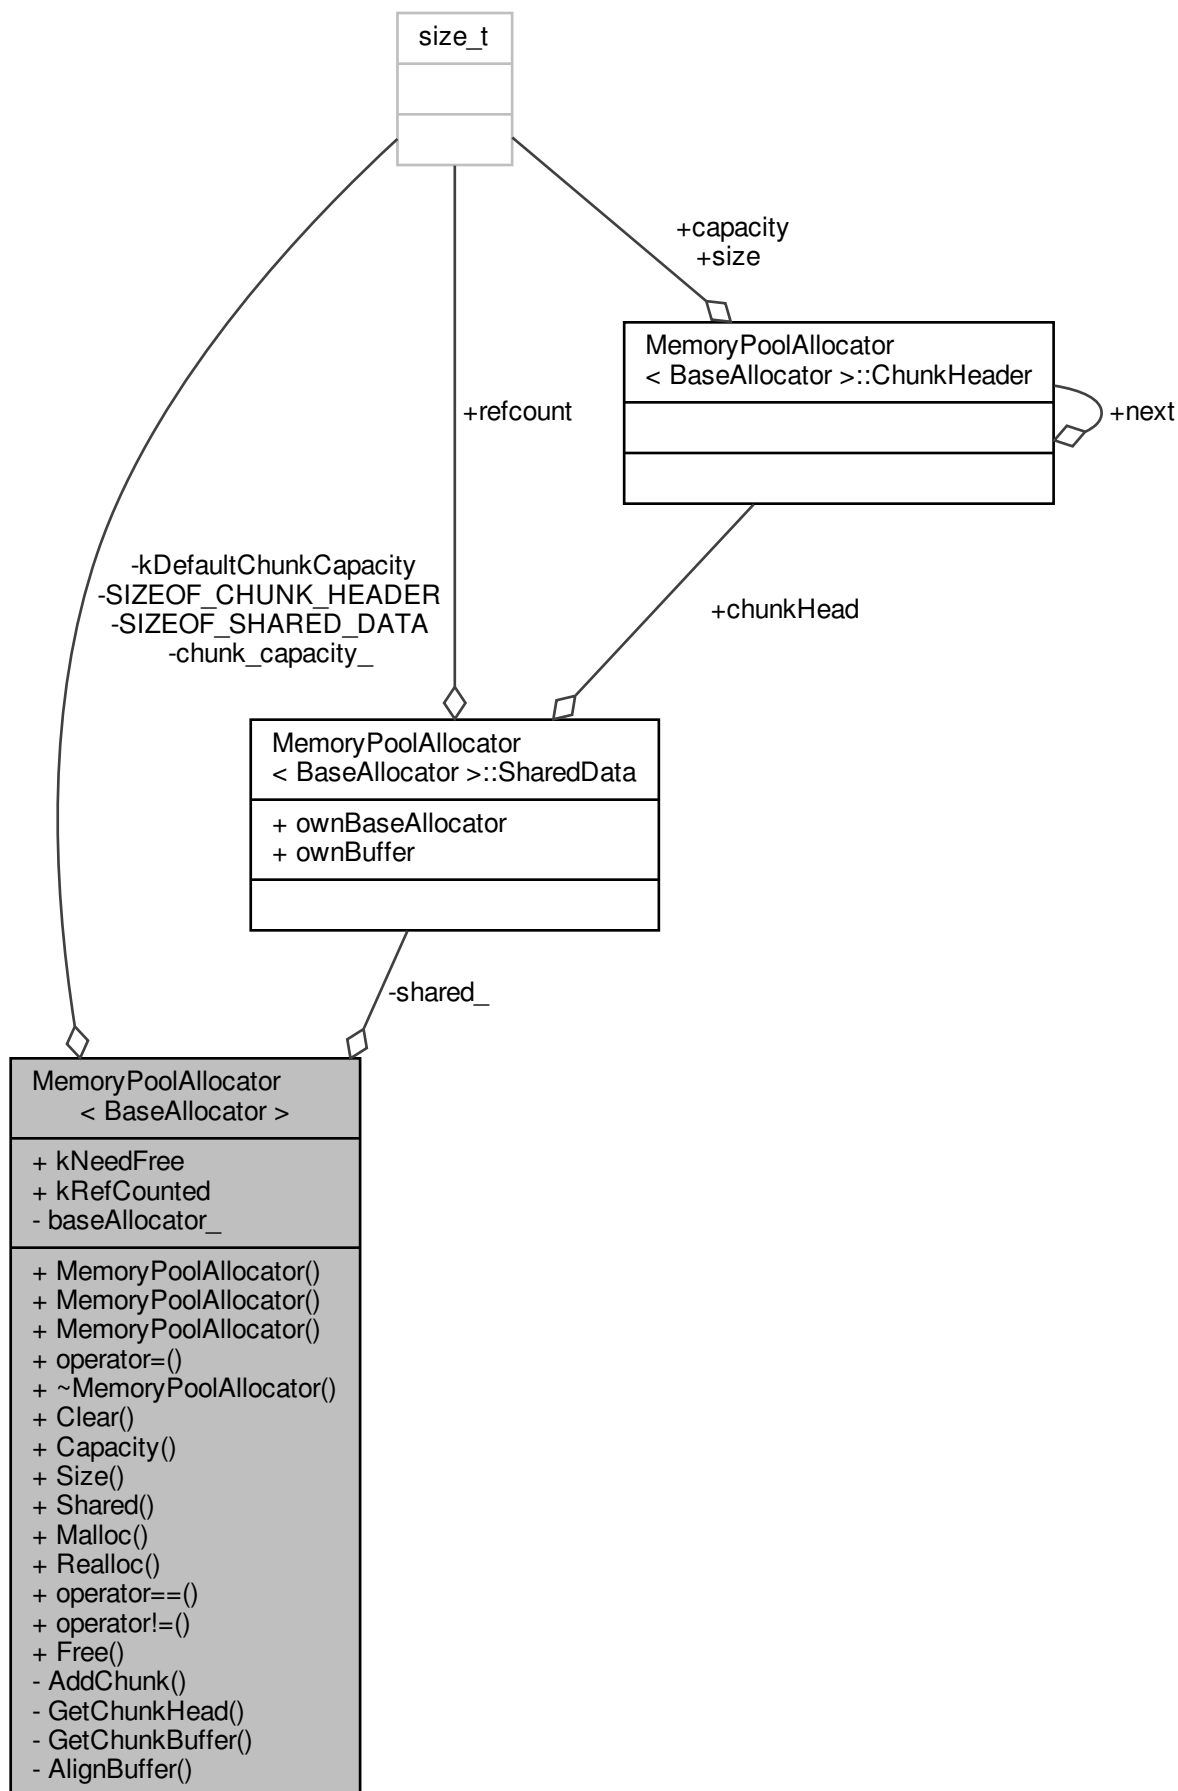 size_t
+capacity
+size
MemoryPoolAllocator
< BaseAllocator >::ChunkHeader
+refcount
+next
-kDefaultChunkCapacity
-SIZEOF_CHUNK_HEADER
-SIZEOF_SHARED_DATA
-chunk_capacity_
+chunkHead
MemoryPoolAllocator
< BaseAllocator >::SharedData
+ ownBaseAllocator
+ ownBuffer
-shared_
MemoryPoolAllocator
< BaseAllocator >
+ kNeedFree
+ kRefCounted
- baseAllocator_
+ MemoryPoolAllocator()
+ MemoryPoolAllocator()
+ MemoryPoolAllocator()
+ operator=()
+ ~MemoryPoolAllocator()
+ Clear()
+ Capacity()
+ Size()
+ Shared()
+ Malloc()
+ Realloc()
+ operator==()
+ operator!=()
+ Free()
- AddChunk()
- GetChunkHead()
- GetChunkBuffer()
- AlignBuffer()